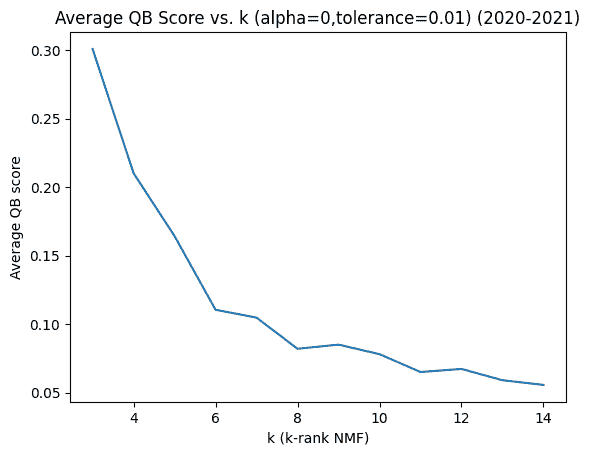 Average QB Score vs. k (alpha=0,tolerance=0.01) (2020-2021)
0.30
0.25
0.20
0.15
0.10
0.05
Average QB score
4 6 8 10 12 14
k (k-rank NMF)